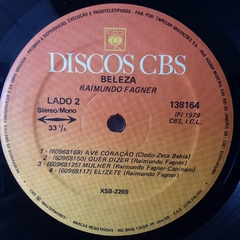 DISCOS CBS
BELEZA
RAIMUNDO FAGNER
LADO 2
Stereo/Mono
33 ⅓
138164
(P) 1979
CBS, I.C.L.
1 - (60968168) AVE CORAÇÃO (Clodo-Zeca Bahia)
2 - (60968150) QUER DIZER (Raimundo Fagner)
3 - (60968125) MULHER (Raimundo Fagner-Capinam)
4 - (60968117) ELIZETE (Raimundo Fagner)
XSB-2269